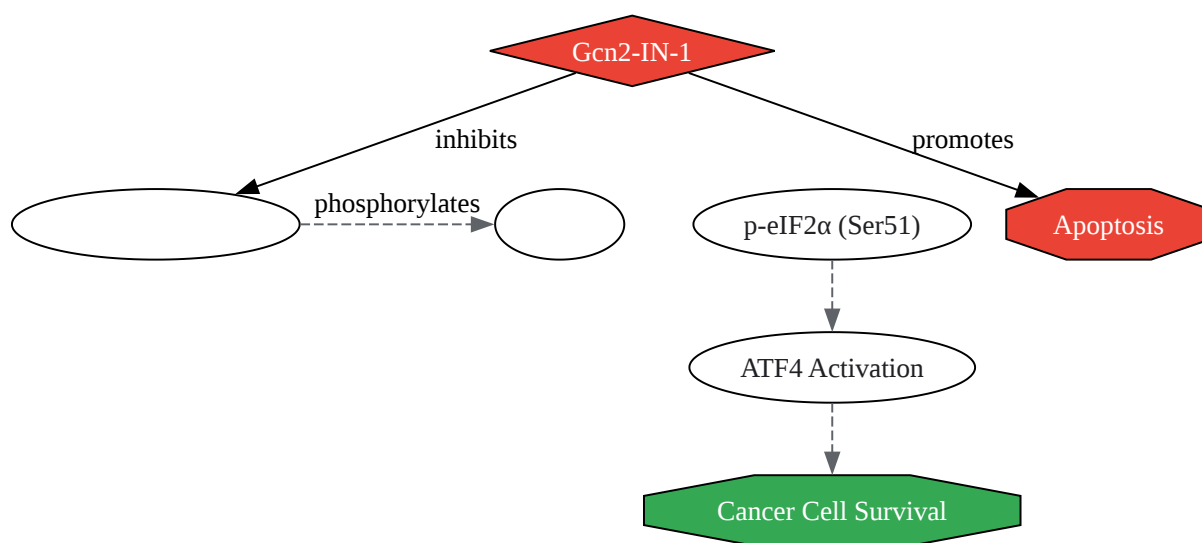 Gcn2-IN-1
inhibits
promotes
phosphorylates
p-eIF2α (Ser51)
Apoptosis
ATF4 Activation
Cancer Cell Survival